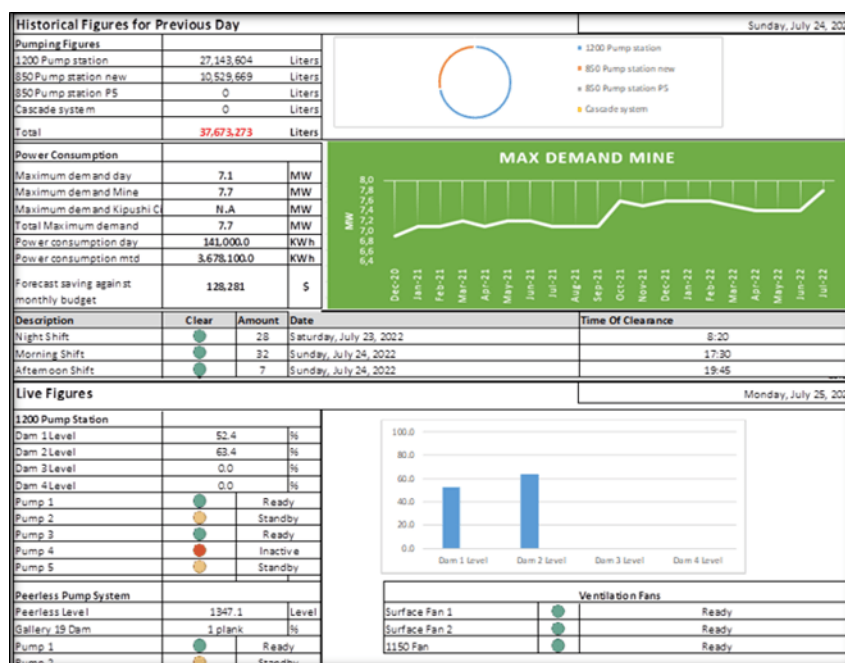 Historical Figures for Previous Day Sunday, July 24, 202
Pumping Figures
1200 Pump station 27,143,604 Liters
850 Pump station new 10,529,669 Liters
850 Pump station P5 0 Liters
Cascade system 0 Liters
Total 37,673,273 Liters
1200 Pump station
850 Pump station new
850 Pump station P5
Cascade system
Power Consumption
Maximum demand day 7.1 MW
Maximum demand Mine 7.7 MW
Maximum demand Kipushi Ci N.A MW
Total Maximum demand 7.7 MW
Power consumption day 141,000.0 KWh
Power consumption mtd 3,678,100.0 KWh
Forecast saving against
monthly budget 128,281 $
MAX DEMAND MINE
MW
8,0
7,8
7,6
7,4
7,2
7,0
6,8
6,6
6,4
Dec-20 Jan-21 Feb-21 Mar-21 Apr-21 May-21 Jun-21 Jul-21 Aug-21 Sep-21 Oct-21 Nov-21 Dec-21 Jan-22 Feb-22 Mar-22 Apr-22 May-22 Jun-22 Jul-22
Description Clear Amount Date Time Of Clearance
Night Shift 28 Saturday, July 23, 2022 8:20
Morning Shift 32 Sunday, July 24, 2022 17:30
Afternoon Shift 7 Sunday, July 24, 2022 19:45
Live Figures Monday, July 25, 202
1200 Pump Station
Dam 1 Level 52.4 %
Dam 2 Level 63.4 %
Dam 3 Level 0.0 %
Dam 4 Level 0.0 %
Pump 1 Ready
Pump 2 Standby
Pump 3 Ready
Pump 4 Inactive
Pump 5 Standby
100.0
80.0
60.0
40.0
20.0
0.0
Dam 1 Level Dam 2 Level Dam 3 Level Dam 4 Level
Peerless Pump System
Peerless Level 1347.1 Level
Gallery 19 Dam 1 plank %
Pump 1 Ready
Pump 2 Standby
Ventilation Fans
Surface Fan 1 Ready
Surface Fan 2 Ready
1150 Fan Ready